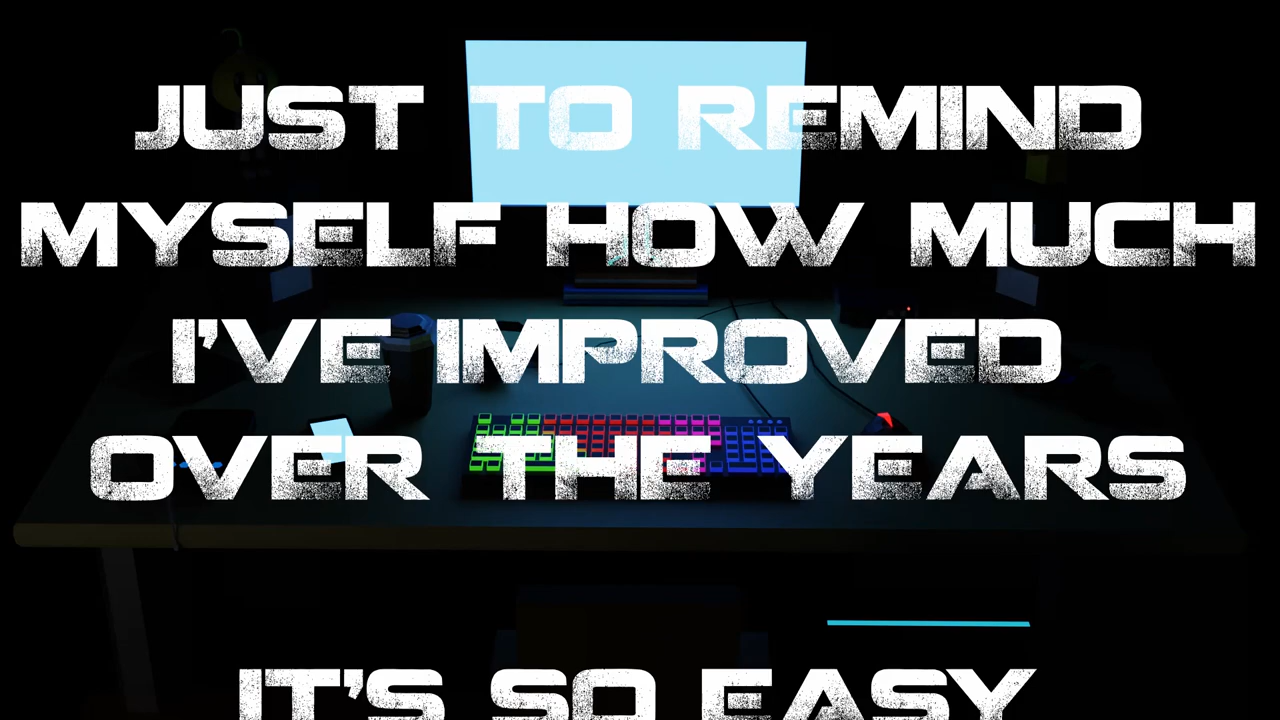 JUST TO REMIND
MYSELF HOW MUCH
I'VE IMPROVED
OVER THE YEARS
IT'S SO EASY